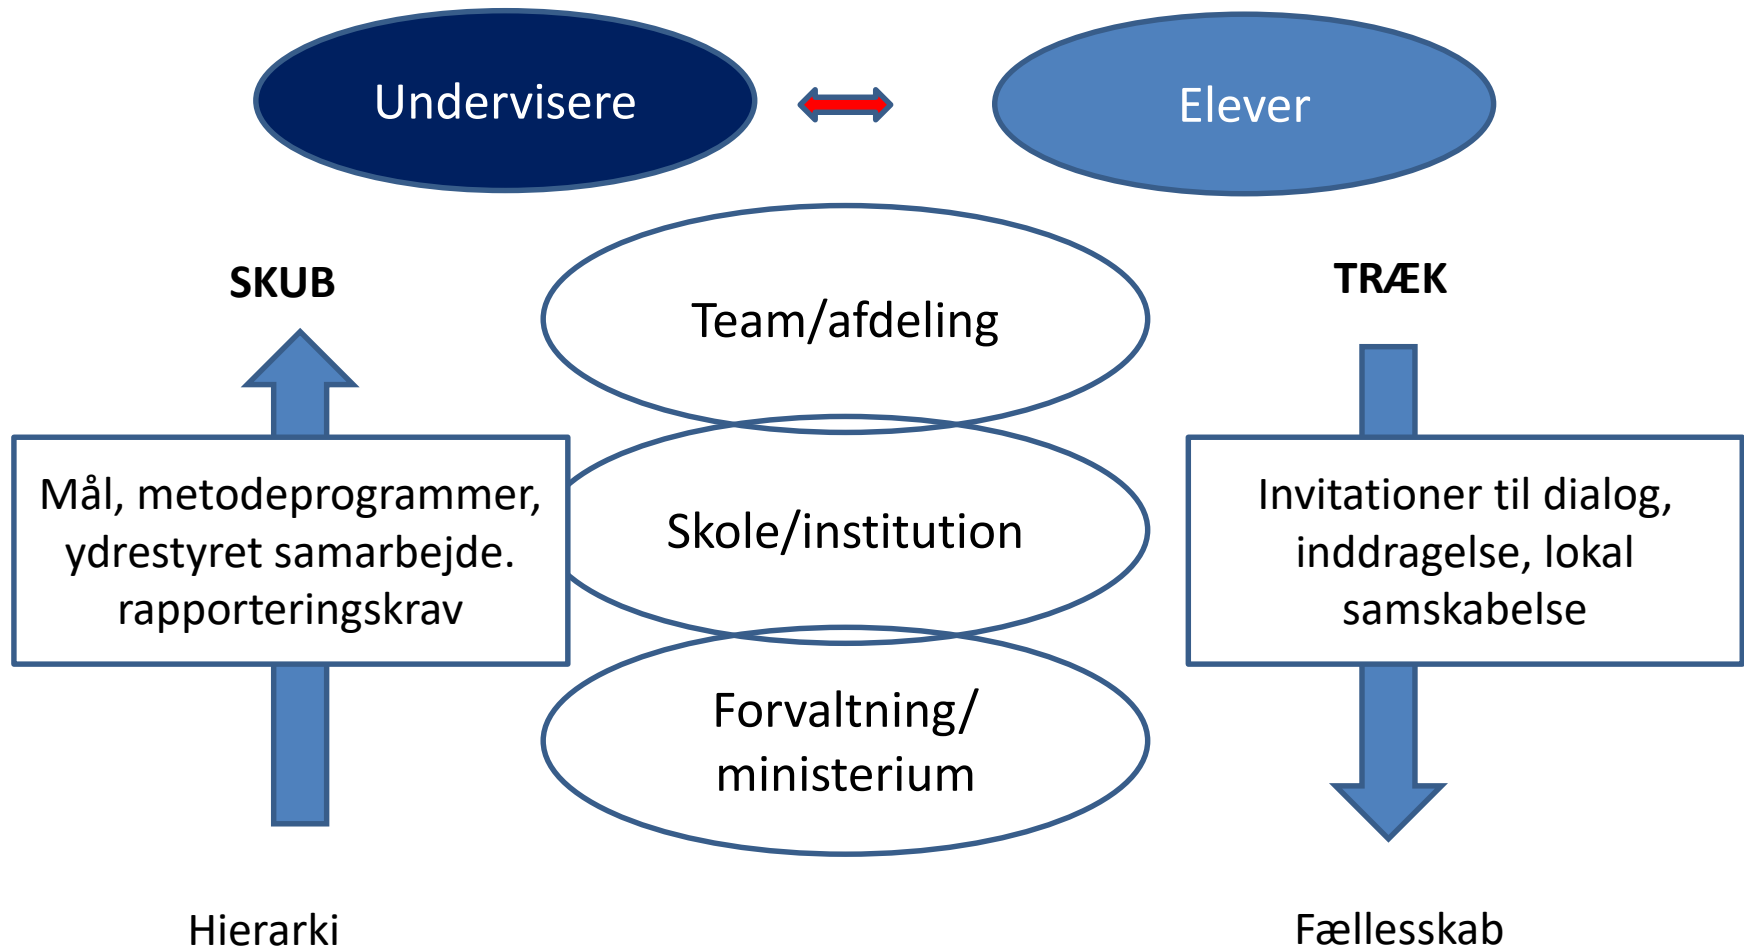 Undervisere
Elever
SKUB
TRÆK
Team/afdeling
Mål, metodeprogrammer,
ydrestyret samarbejde.
rapporteringskrav
Skole/institution
Invitationer til dialog,
inddragelse, lokal
samskabelse
Forvaltning/
ministerium
Hierarki
Fællesskab